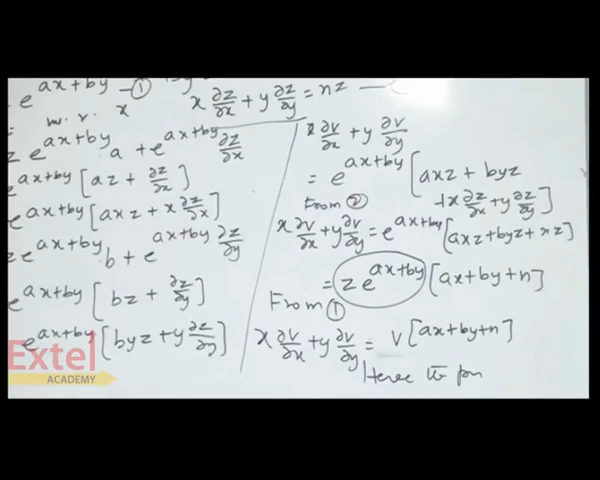 e^{ax+by} —①
x ∂z/∂x + y ∂z/∂y = nz —
w. r. x
z e^{ax+by} a + e^{ax+by} ∂z/∂x
e^{ax+by} [az + ∂z/∂x]
e^{ax+by} [axz + x ∂z/∂x]
z e^{ax+by} b + e^{ax+by} ∂z/∂y
e^{ax+by} [bz + ∂z/∂y]
e^{ax+by} [byz + y ∂z/∂y]
x ∂v/∂x + y ∂v/∂y
= e^{ax+by} [axz + byz
+x ∂z/∂x + y ∂z/∂y]
From ②
x ∂v/∂x + y ∂v/∂y = e^{ax+by} [axz + byz + nz]
= z e^{ax+by} [ax+by+n]
From ①
x ∂v/∂x + y ∂v/∂y = v [ax+by+n]
Hence
Extel
ACADEMY